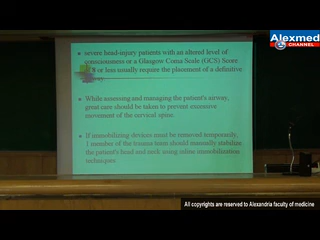 Alexmed
CHANNEL
severe head-injury patients with an altered level of
consciousness or a Glasgow Coma Scale (GCS) Score
8 or less usually require the placement of a definitive
While assessing and managing the patient's airway,
great care should be taken to prevent excessive
movement of the cervical spine.
If immobilizing devices must be removed temporarily,
1 member of the trauma team should manually stabilize
the patient's head and neck using inline immobilization
techniques
All copyrights are reserved to Alexandria faculty of medicine